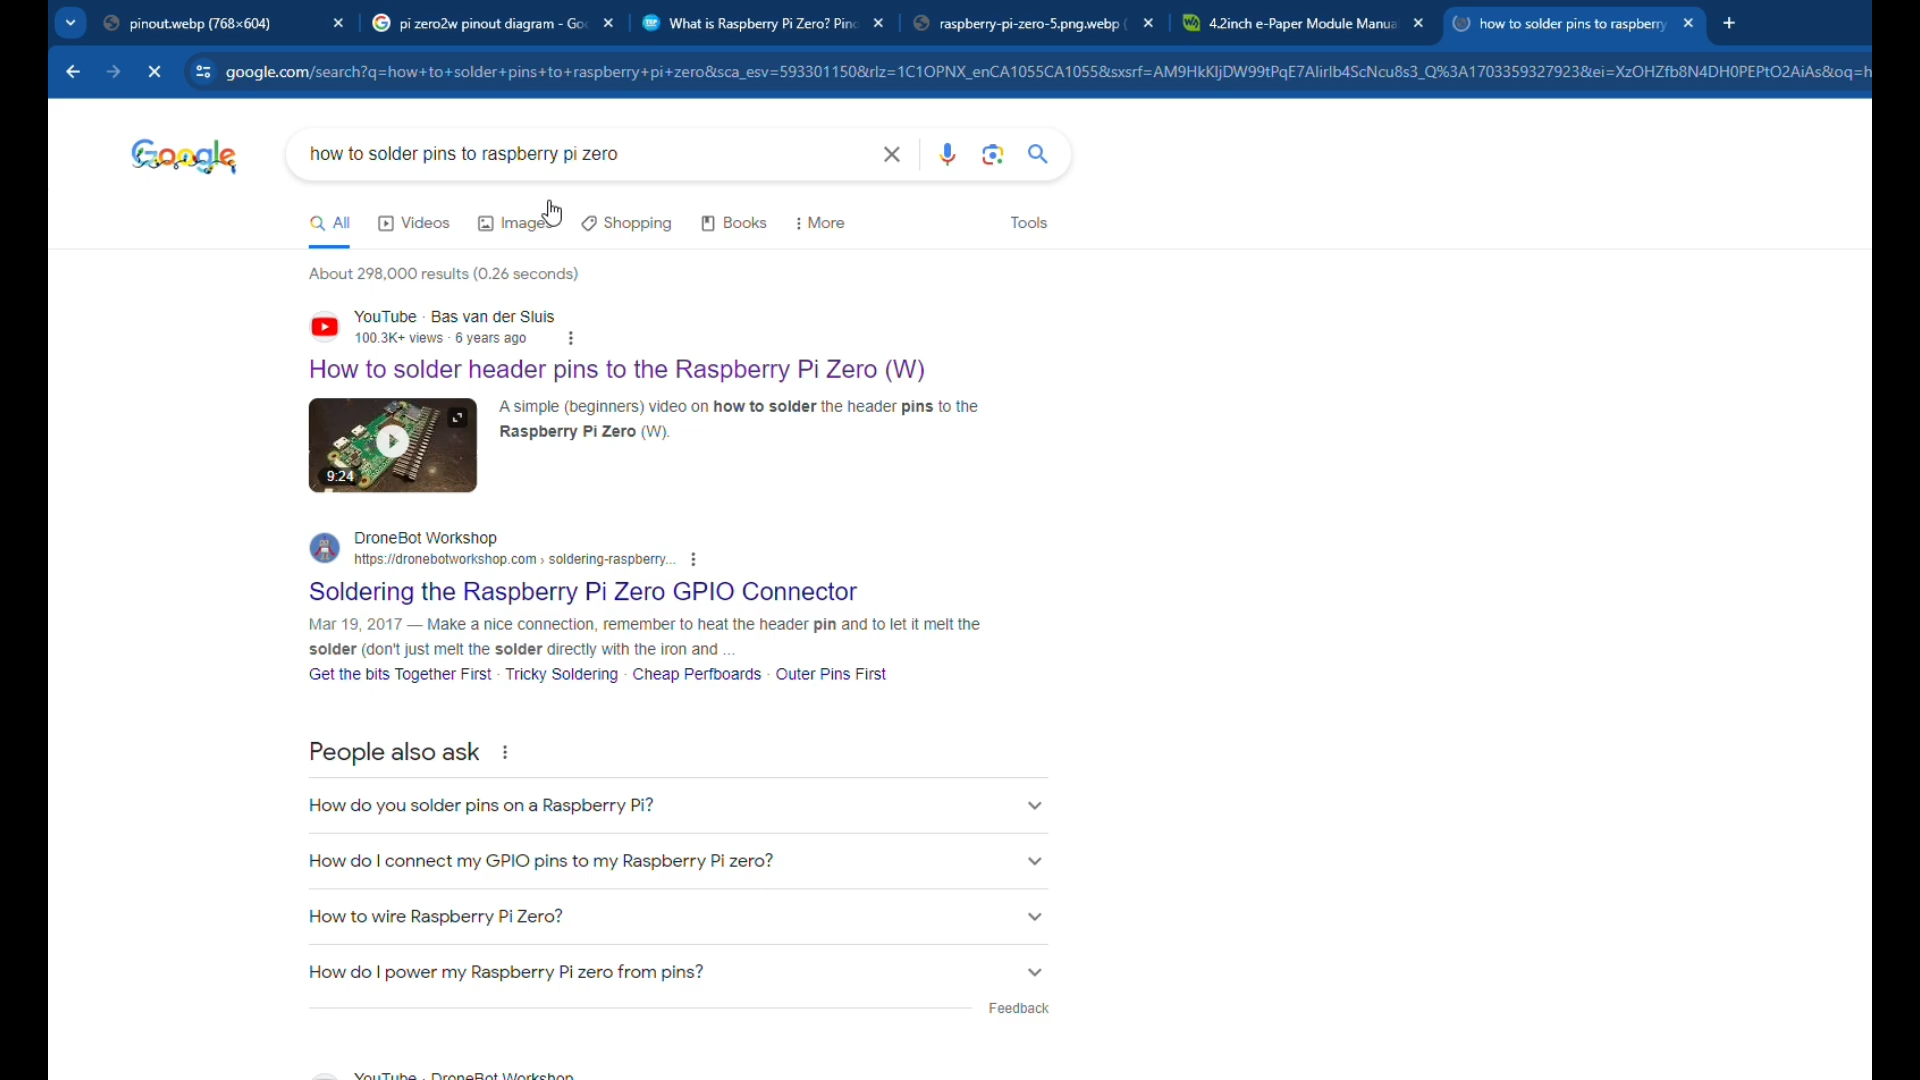 pinout.webp (768×604)
pi zero2w pinout diagram - Goo
What is Raspberry Pi Zero? Pino
raspberry-pi-zero-5.png.webp (
4.2inch e-Paper Module Manua
how to solder pins to raspberry
google.com/search?q=how+to+solder+pins+to+raspberry+pi+zero&sca_esv=593301150&rlz=1C1OPNX_enCA1055CA1055&sxsrf=AM9HkKljDW99tPqE7AlirIb4ScNcu8s3_Q%3A1703359327923&ei=XzOHZfb8N4DH0PEPtO2AiAs&oq=h
Google
how to solder pins to raspberry pi zero
All
Videos
Images
Shopping
Books
More
Tools
About 298,000 results (0.26 seconds)
YouTube · Bas van der Sluis
100.3K+ views · 6 years ago
How to solder header pins to the Raspberry Pi Zero (W)
9:24
A simple (beginners) video on how to solder the header pins to the
Raspberry Pi Zero (W).
DroneBot Workshop
https://dronebotworkshop.com › soldering-raspberry...
Soldering the Raspberry Pi Zero GPIO Connector
Mar 19, 2017 — Make a nice connection, remember to heat the header pin and to let it melt the
solder (don't just melt the solder directly with the iron and ...
Get the bits Together First · Tricky Soldering · Cheap Perfboards · Outer Pins First
People also ask
How do you solder pins on a Raspberry Pi?
How do I connect my GPIO pins to my Raspberry Pi zero?
How to wire Raspberry Pi Zero?
How do I power my Raspberry Pi zero from pins?
Feedback
YouTube · DroneBot Workshop